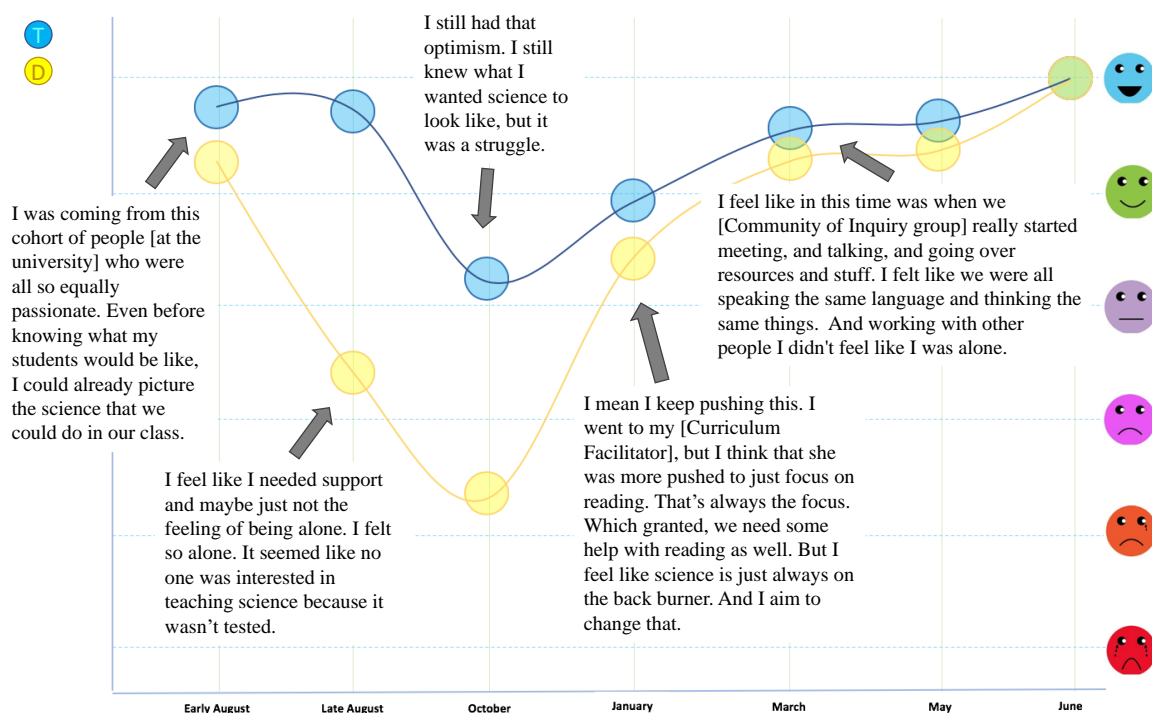 T
D
I still had that
optimism. I still
knew what I
wanted science to
look like, but it
was a struggle.
I was coming from this
cohort of people [at the
university] who were
all so equally
passionate. Even before
knowing what my
students would be like,
I could already picture
the science that we
could do in our class.
I feel like in this time was when we
[Community of Inquiry group] really started
meeting, and talking, and going over
resources and stuff. I felt like we were all
speaking the same language and thinking the
same things.  And working with other
people I didn't feel like I was alone.
I feel like I needed support
and maybe just not the
feeling of being alone. I felt
so alone. It seemed like no
one was interested in
teaching science because it
wasn’t tested.
I mean I keep pushing this. I
went to my [Curriculum
Facilitator], but I think that she
was more pushed to just focus on
reading. That’s always the focus.
Which granted, we need some
help with reading as well. But I
feel like science is just always on
the back burner. And I aim to
change that.
Early August
Late August
October
January
March
May
June